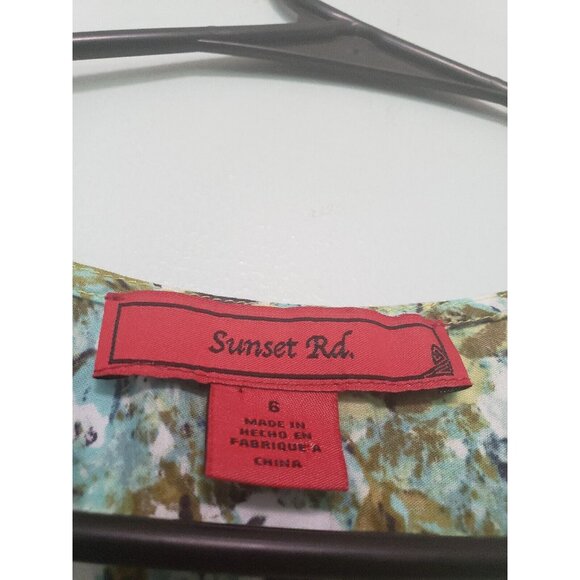 Sunset Rd.
6
MADE IN
HECHO EN
FABRIQUE A
CHINA